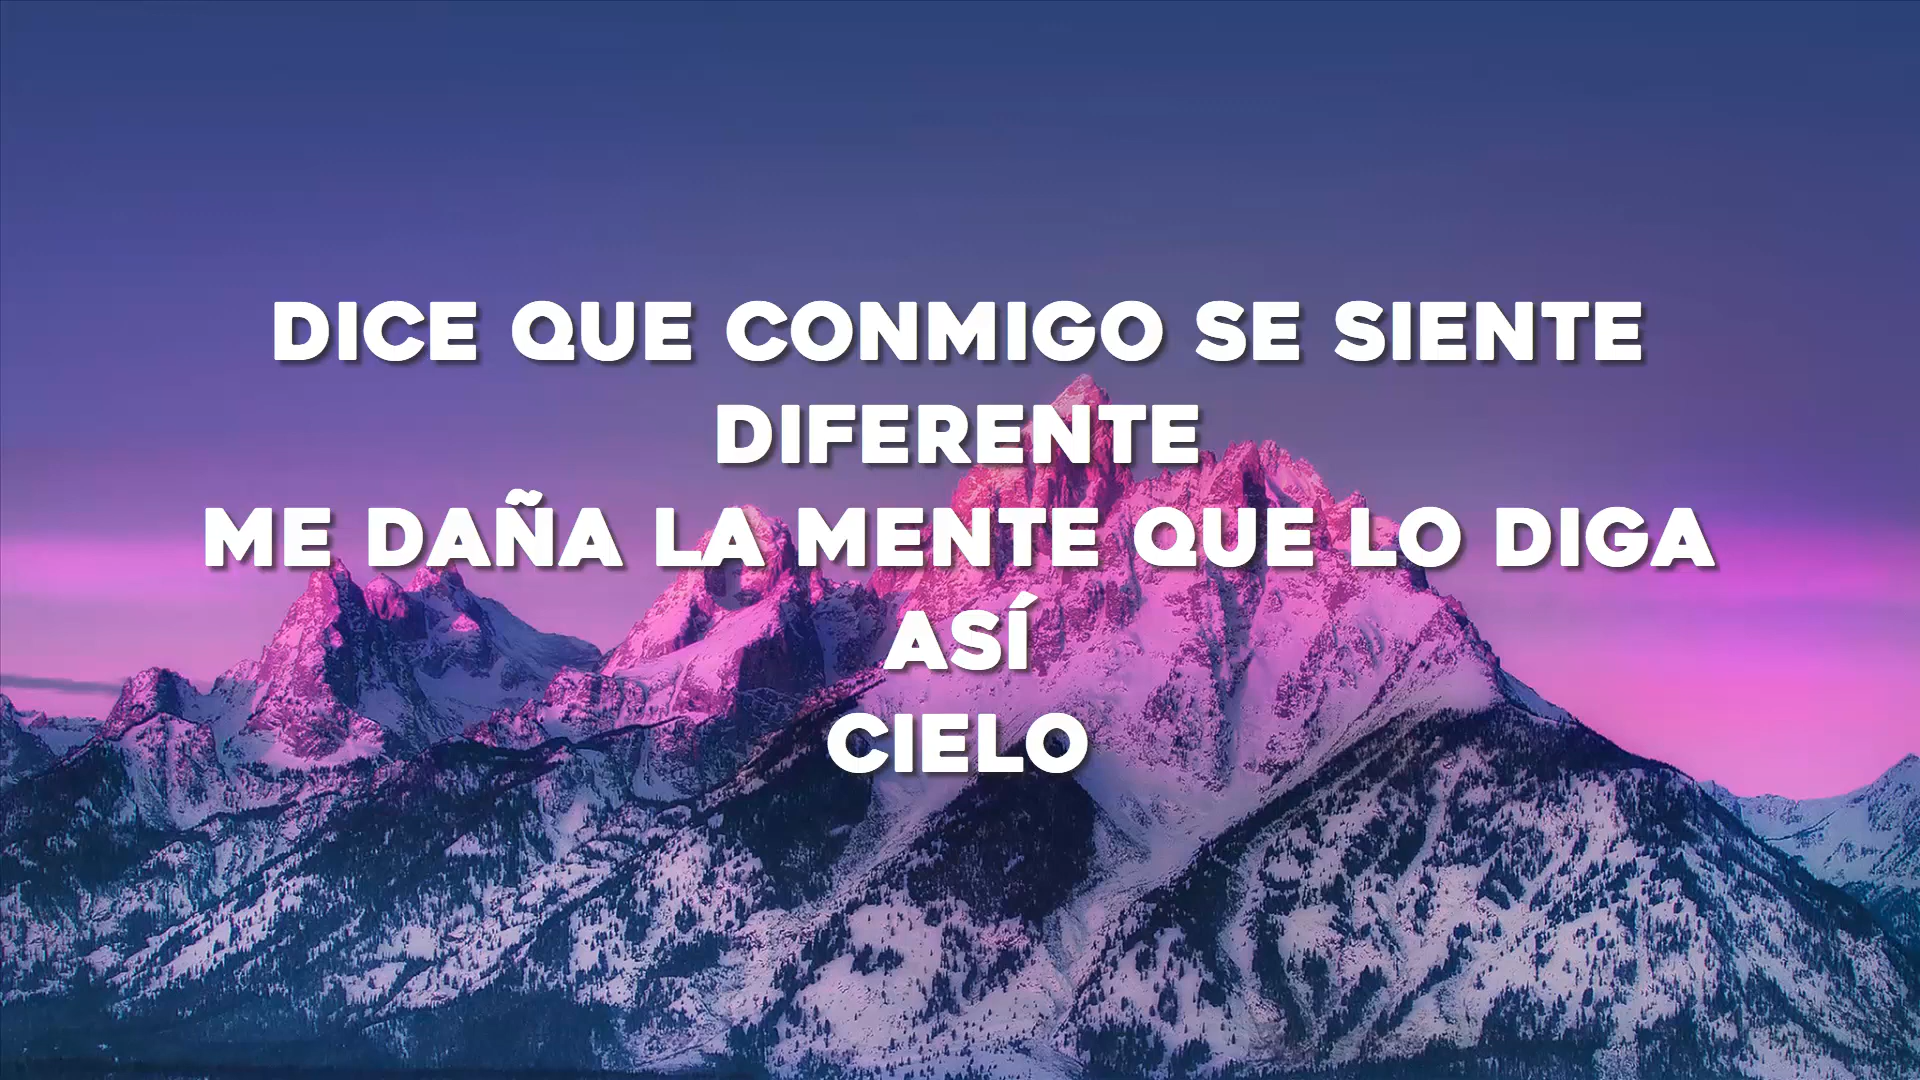 DICE QUE CONMIGO SE SIENTE
DIFERENTE
ME DAÑA LA MENTE QUE LO DIGA
ASÍ
CIELO